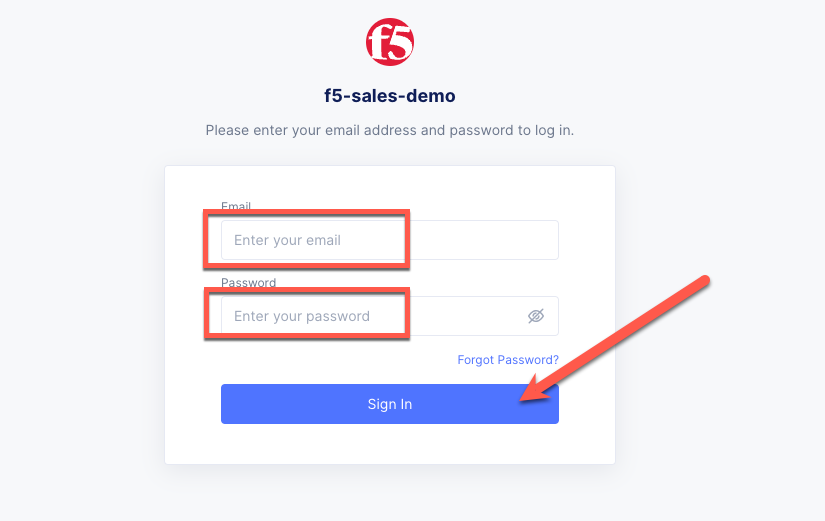 f5
f5-sales-demo
Please enter your email address and password to log in.
Email
Enter your email
Password
Enter your password
Forgot Password?
Sign In